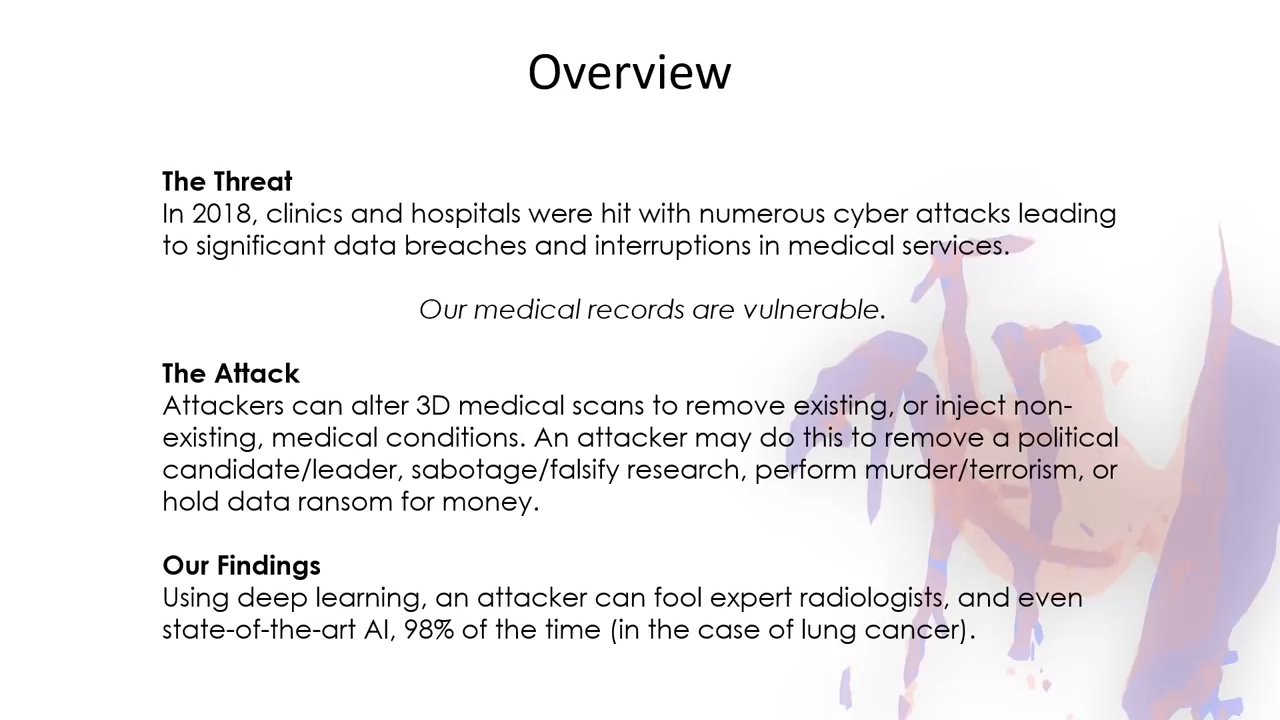 Overview
The Threat
In 2018, clinics and hospitals were hit with numerous cyber attacks leading
to significant data breaches and interruptions in medical services.
Our medical records are vulnerable.
The Attack
Attackers can alter 3D medical scans to remove existing, or inject non-
existing, medical conditions. An attacker may do this to remove a political
candidate/leader, sabotage/falsify research, perform murder/terrorism, or
hold data ransom for money.
Our Findings
Using deep learning, an attacker can fool expert radiologists, and even
state-of-the-art AI, 98% of the time (in the case of lung cancer).